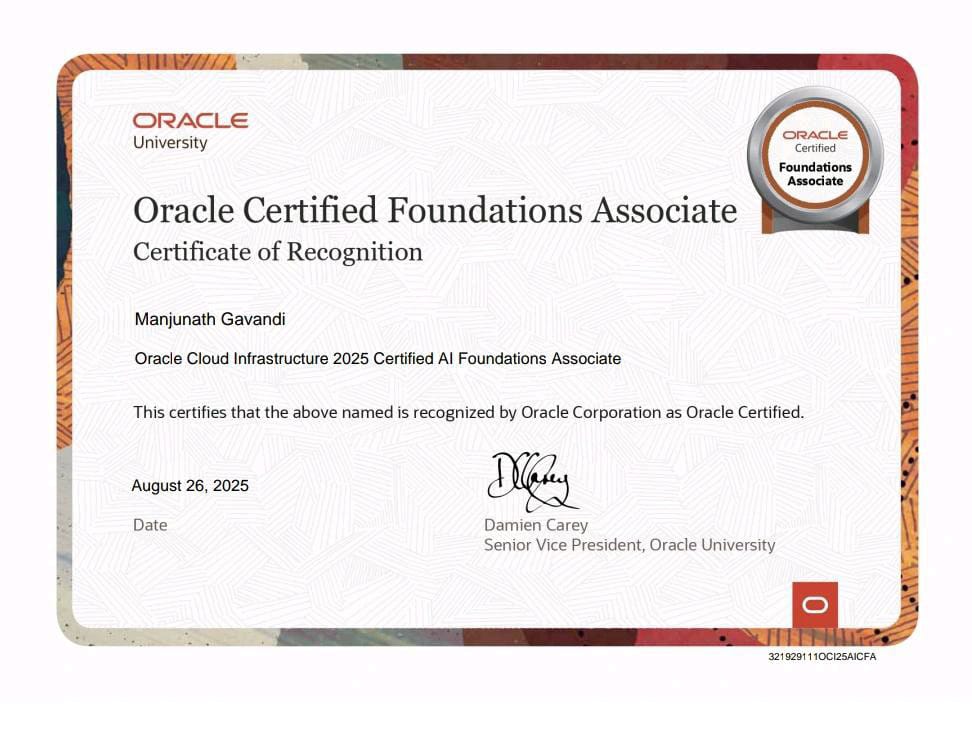 ORACLE
University
ORACLE
Certified
Foundations
Associate
Oracle Certified Foundations Associate
Certificate of Recognition
Manjunath Gavandi
Oracle Cloud Infrastructure 2025 Certified AI Foundations Associate
This certifies that the above named is recognized by Oracle Corporation as Oracle Certified.
August 26, 2025
Date
Damien Carey
Senior Vice President, Oracle University
321929111OCI25AICFA